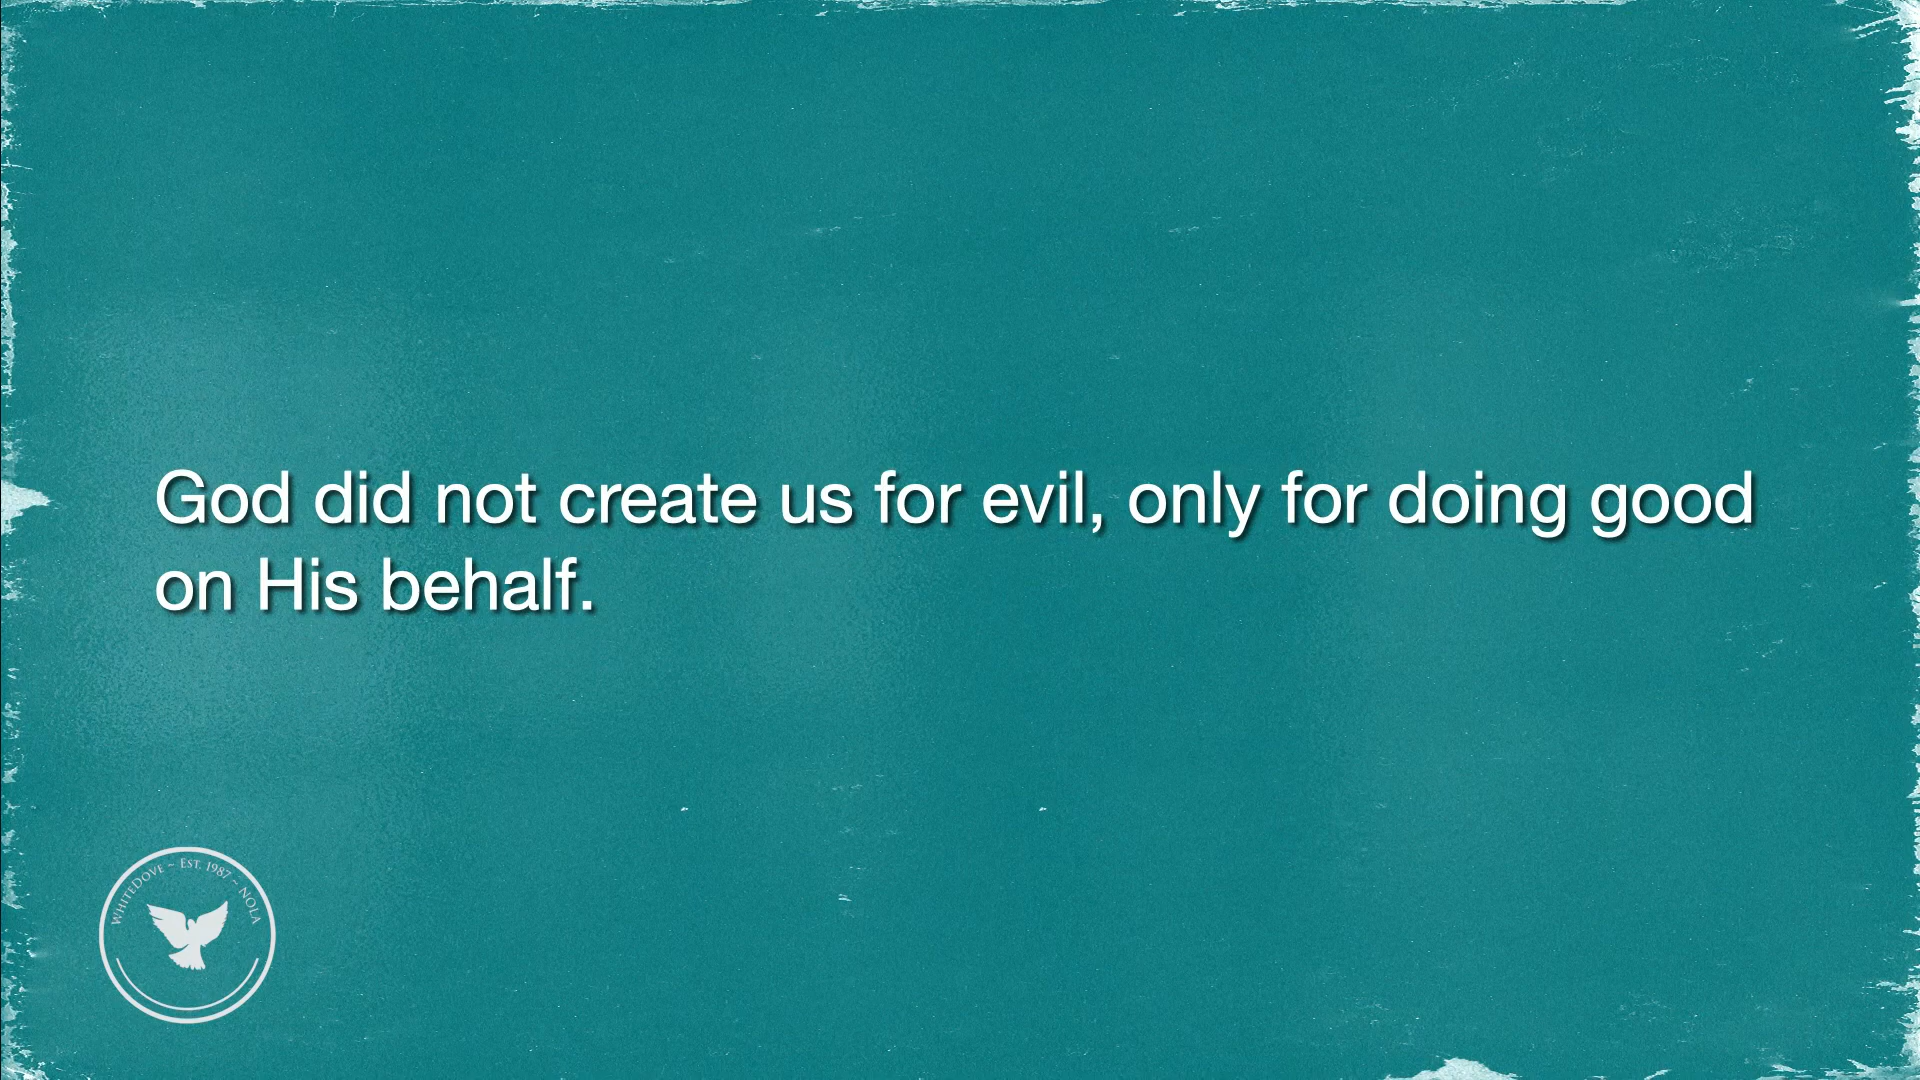 God did not create us for evil, only for doing good
on His behalf.
WHITEDOVE ~ EST. 1987 ~ NOLA